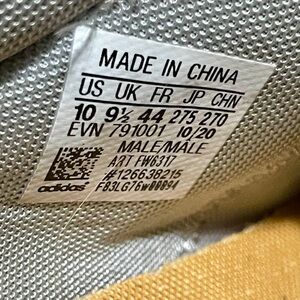 MADE IN CHINA
US UK FR JP CHN
10 9½ 44 275 270
EVN 791001 10/20
MALE/MALE
ART FW6317
#126638215
adidas